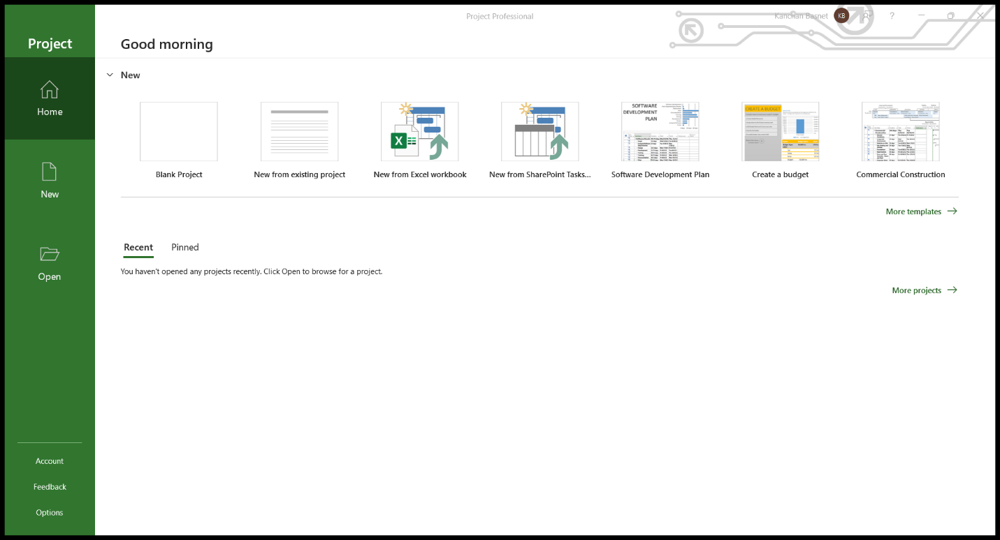 Project Professional
Kanchan Basnet
KB
?
Project
Good morning
Home
New
Open
Account
Feedback
Options
New
Blank Project
New from existing project
New from Excel workbook
New from SharePoint Tasks...
SOFTWARE
DEVELOPMENT
PLAN
Software Development Plan
CREATE A BUDGET
Create a budget
Commercial Construction
More templates
Recent
Pinned
You haven't opened any projects recently. Click Open to browse for a project.
More projects